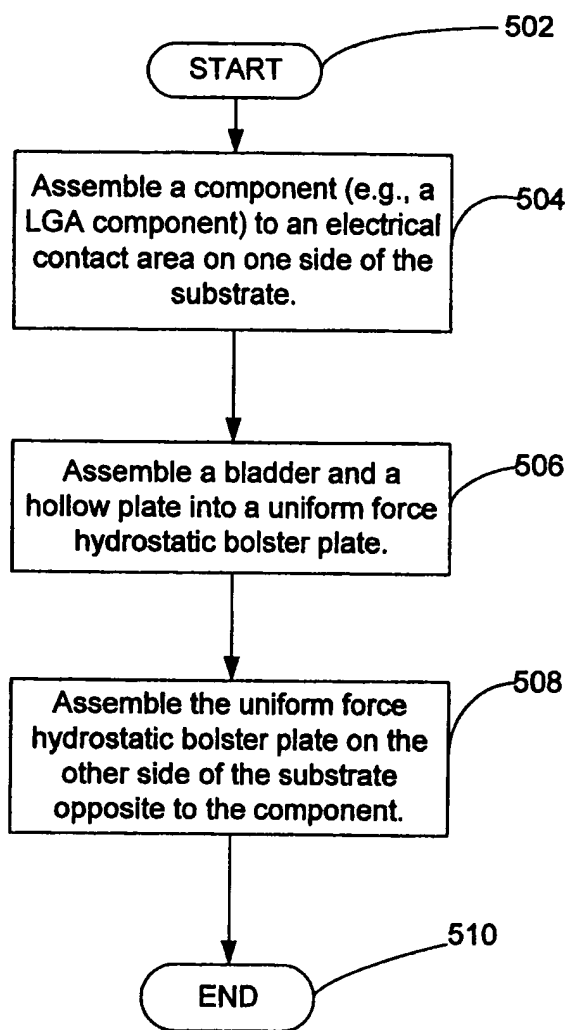 502
START
504
Assemble a component (e.g., a
LGA component) to an electrical
contact area on one side of the
substrate.
506
Assemble a bladder and a
hollow plate into a uniform force
hydrostatic bolster plate.
508
Assemble the uniform force
hydrostatic bolster plate on the
other side of the substrate
opposite to the component.
510
END